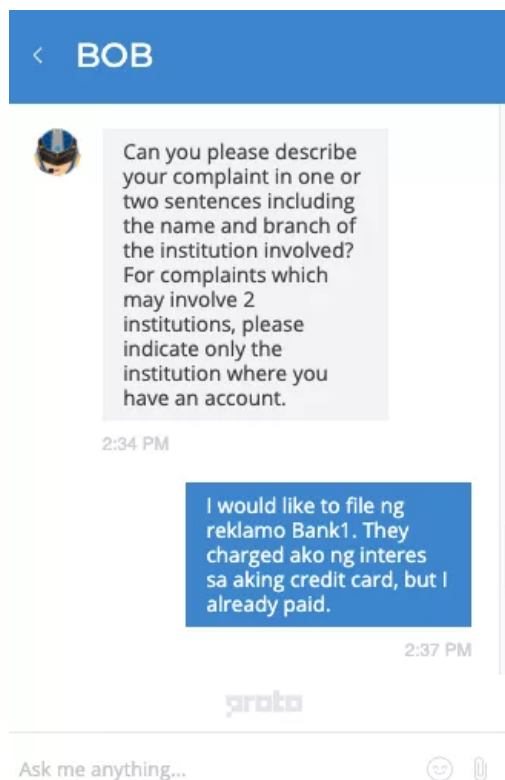 BOB
Can you please describe
your complaint in one or
two sentences including
the name and branch of
the institution involved?
For complaints which
may involve 2
institutions, please
indicate only the
institution where you
have an account.
2:34 PM
I would like to file ng
reklamo Bank1. They
charged ako ng interes
sa aking credit card, but I
already paid.
2:37 PM
proto
Ask me anything...